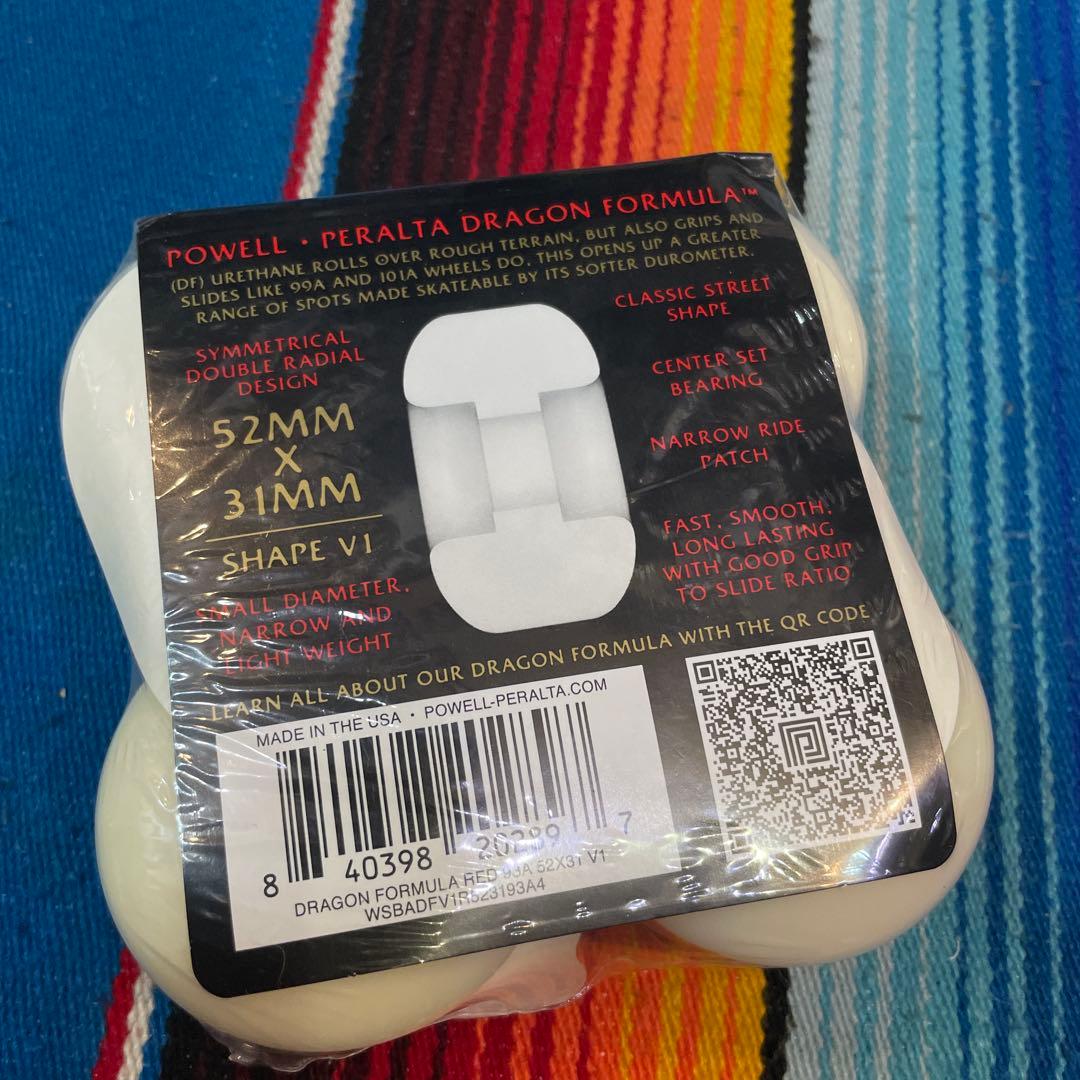 POWELL • PERALTA DRAGON FORMULA™
(DF) URETHANE ROLLS OVER ROUGH TERRAIN, BUT ALSO GRIPS AND
SLIDES LIKE 99A AND 101A WHEELS DO. THIS OPENS UP A GREATER
RANGE OF SPOTS MADE SKATEABLE BY ITS SOFTER DUROMETER.
SYMMETRICAL
DOUBLE RADIAL
DESIGN
52MM
X
31MM
SHAPE V1
SMALL DIAMETER,
NARROW AND
LIGHT WEIGHT
CLASSIC STREET
SHAPE
CENTER SET
BEARING
NARROW RIDE
PATCH
FAST, SMOOTH,
LONG LASTING
WITH GOOD GRIP
TO SLIDE RATIO
LEARN ALL ABOUT OUR DRAGON FORMULA WITH THE QR CODE
MADE IN THE USA • POWELL-PERALTA.COM
8 40398 20289 7
DRAGON FORMULA RED 93A 52X31 V1
WSBADFV1R523193A4